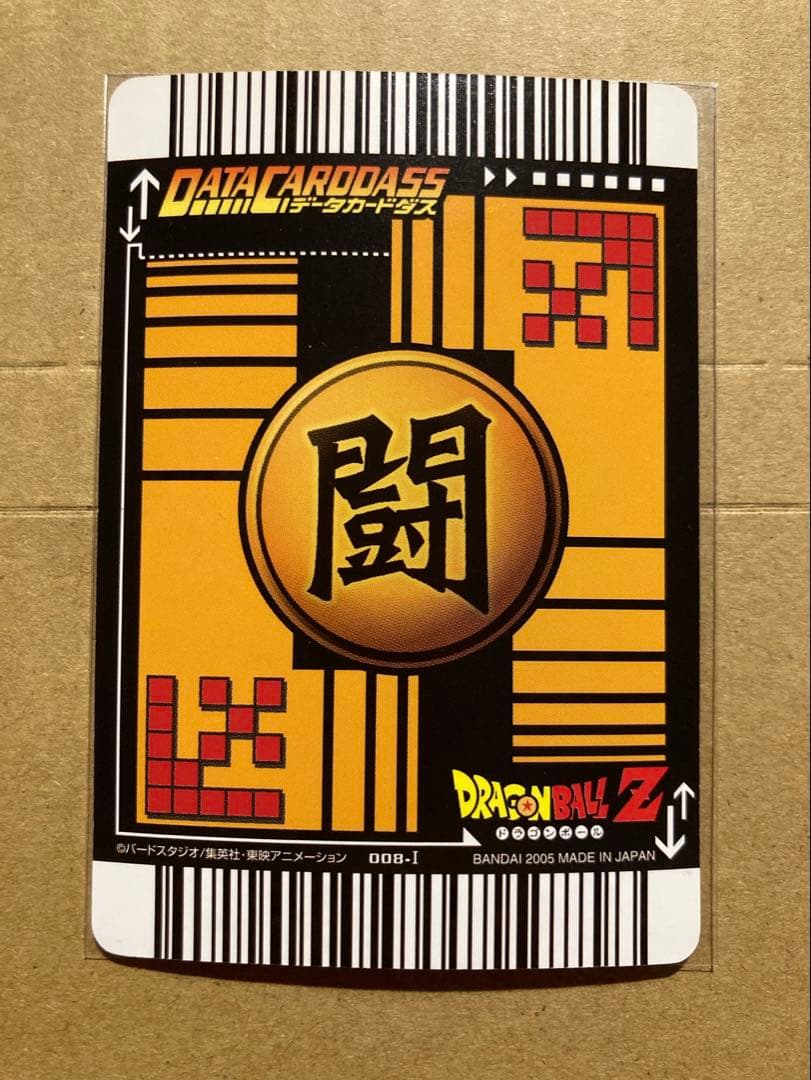 DATA CARDDASS
データカードダス
闘
DRAGON BALL Z
ドラゴンボール
©バードスタジオ/集英社・東映アニメーション 008-I BANDAI 2005 MADE IN JAPAN